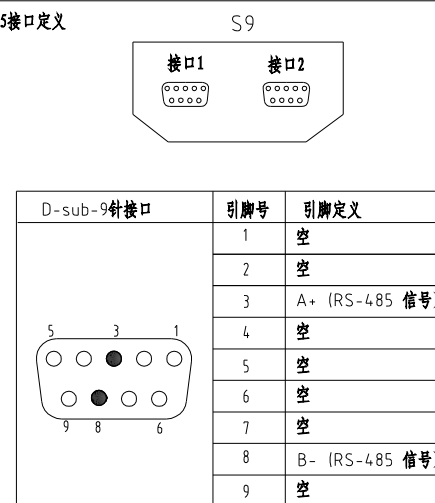 5接口定义
S9
接口1 接口2
D-sub-9针接口 引脚号 引脚定义
1 空
2 空
3 A+ (RS-485 信号)
4 空
5 空
6 空
7 空
8 B- (RS-485 信号)
9 空
5 3 1
9 8 6